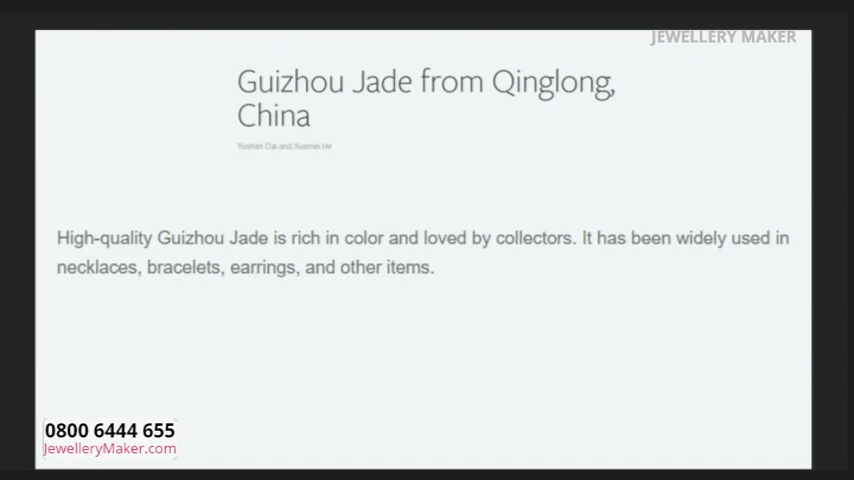 JEWELLERY MAKER
Guizhou Jade from Qinglong,
China
Yushan Dai and Xuemei He
High-quality Guizhou Jade is rich in color and loved by collectors. It has been widely used in
necklaces, bracelets, earrings, and other items.
0800 6444 655
JewelleryMaker.com